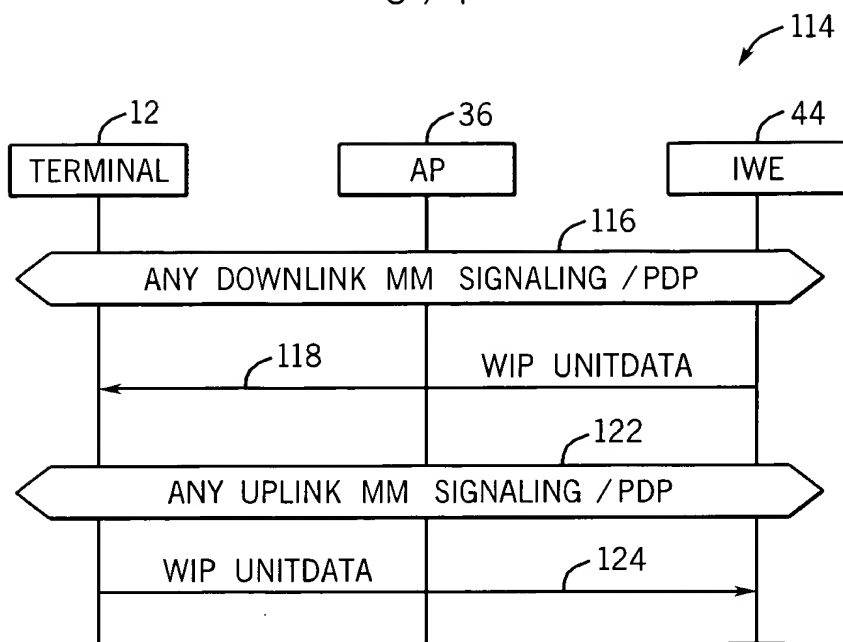 114
12
36
44
TERMINAL
AP
IWE
116
ANY DOWNLINK MM SIGNALING / PDP
118
WIP UNITDATA
122
ANY UPLINK MM SIGNALING / PDP
WIP UNITDATA
124